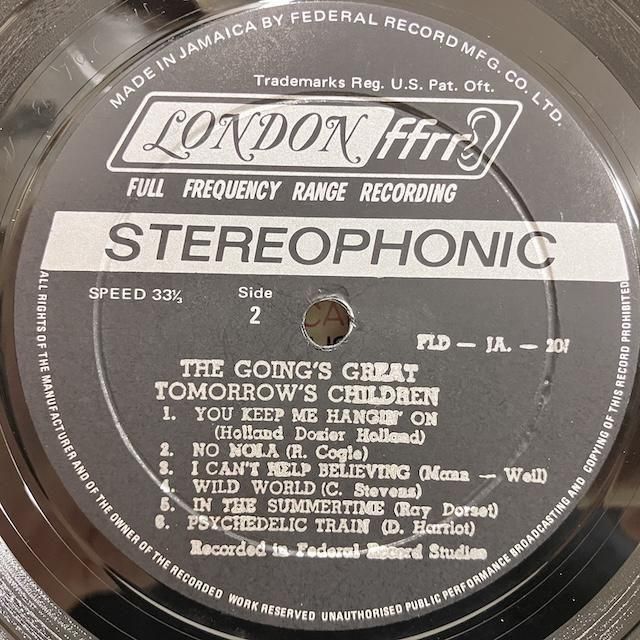 MADE IN JAMAICA BY FEDERAL RECORD MFG. CO. LTD.
Trademarks Reg. U.S. Pat. Oft.
LONDON ffrr
FULL FREQUENCY RANGE RECORDING
STEREOPHONIC
SPEED 33⅓
Side
2
FLD — JA. — 201
THE GOING'S GREAT
TOMORROW'S CHILDREN
1. YOU KEEP ME HANGIN' ON
(Holland Dozier Holland)
2. NO NOLA (R. Cogle)
3. I CAN'T HELP BELIEVING (Mann — Weil)
4. WILD WORLD (C. Stevens)
5. IN THE SUMMERTIME (Ray Dorset)
6. PSYCHEDELIC TRAIN (D. Harriot)
Recorded in Federal Record Studios
ALL RIGHTS OF THE MANUFACTURER AND OF THE OWNER OF THE RECORDED WORK RESERVED UNAUTHORISED PUBLIC PERFORMANCE BROADCASTING AND COPYING OF THIS RECORD PROHIBITED